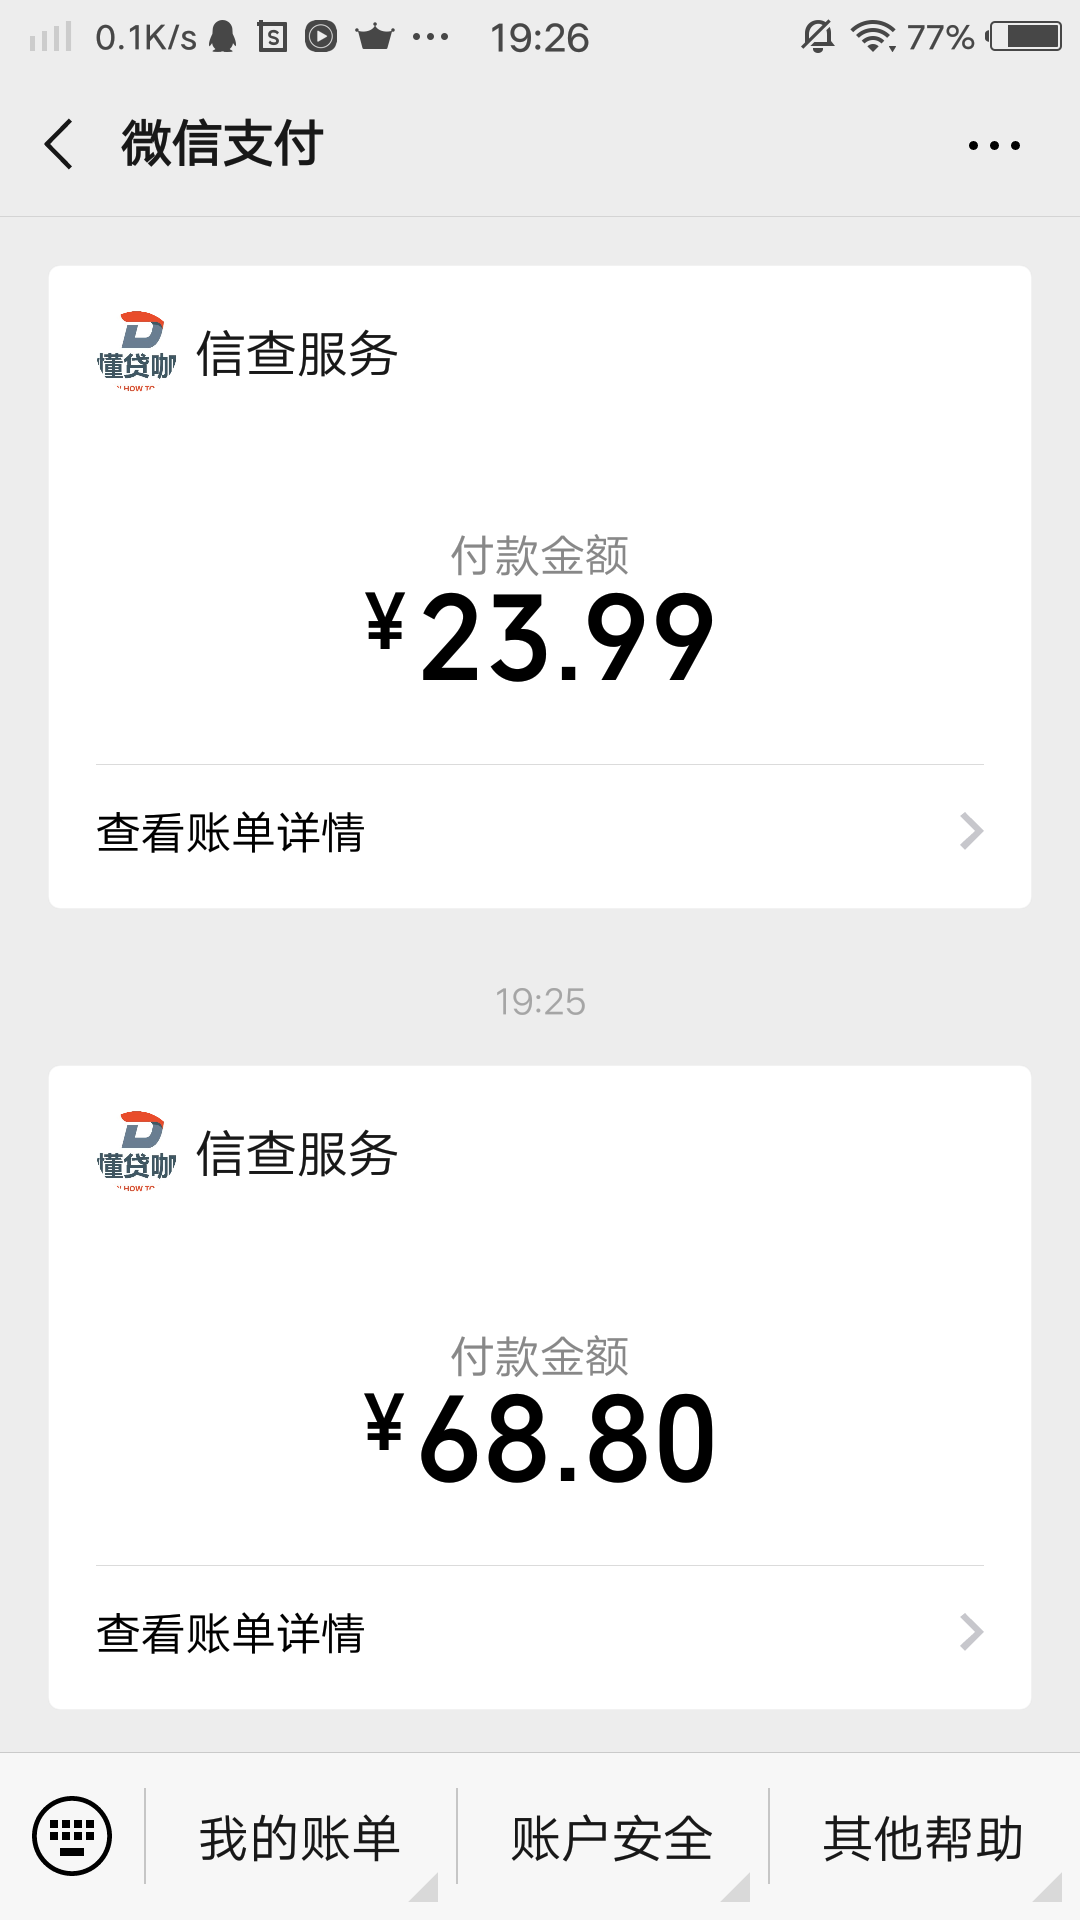 0.1K/s 19:26 77%
微信支付
懂贷咖
信查服务
付款金额
¥23.99
查看账单详情
19:25
懂贷咖
信查服务
付款金额
¥68.80
查看账单详情
我的账单 账户安全 其他帮助